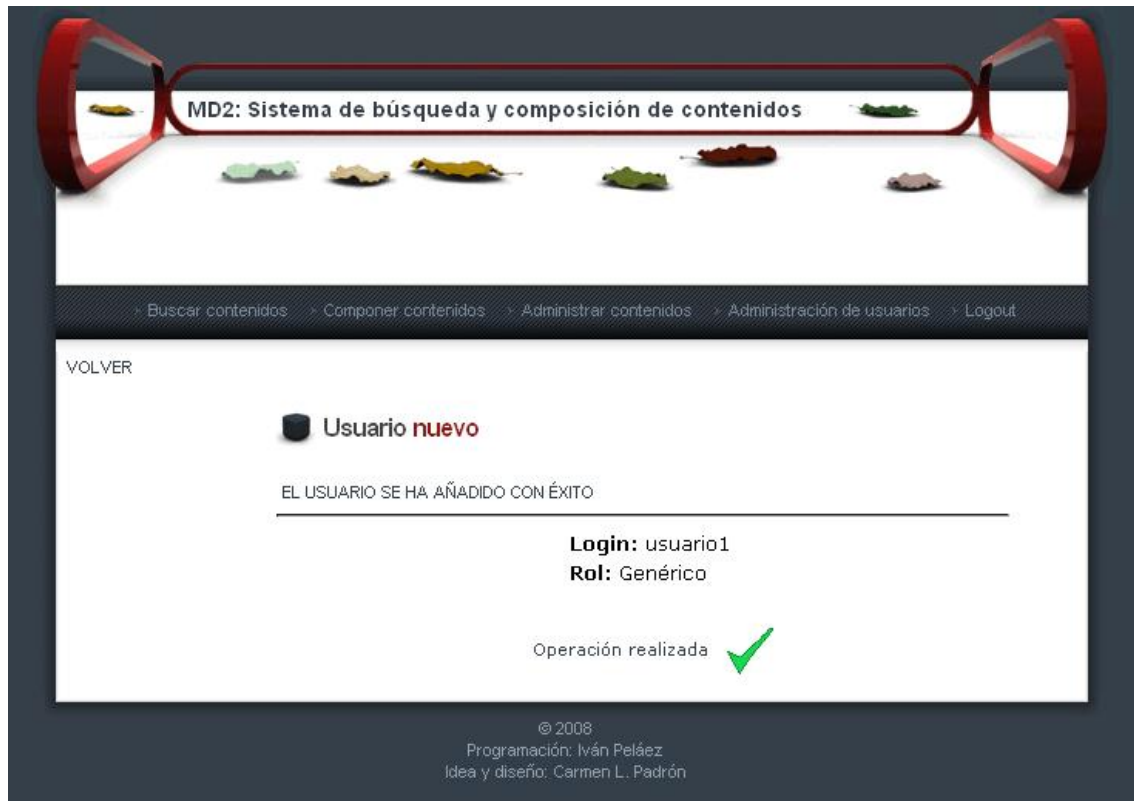 MD2: Sistema de búsqueda y composición de contenidos
› Buscar contenidos › Componer contenidos › Administrar contenidos › Administración de usuarios › Logout
VOLVER
Usuario nuevo
EL USUARIO SE HA AÑADIDO CON ÉXITO
Login: usuario1
Rol: Genérico
Operación realizada
© 2008
Programación: Iván Peláez
Idea y diseño: Carmen L. Padrón